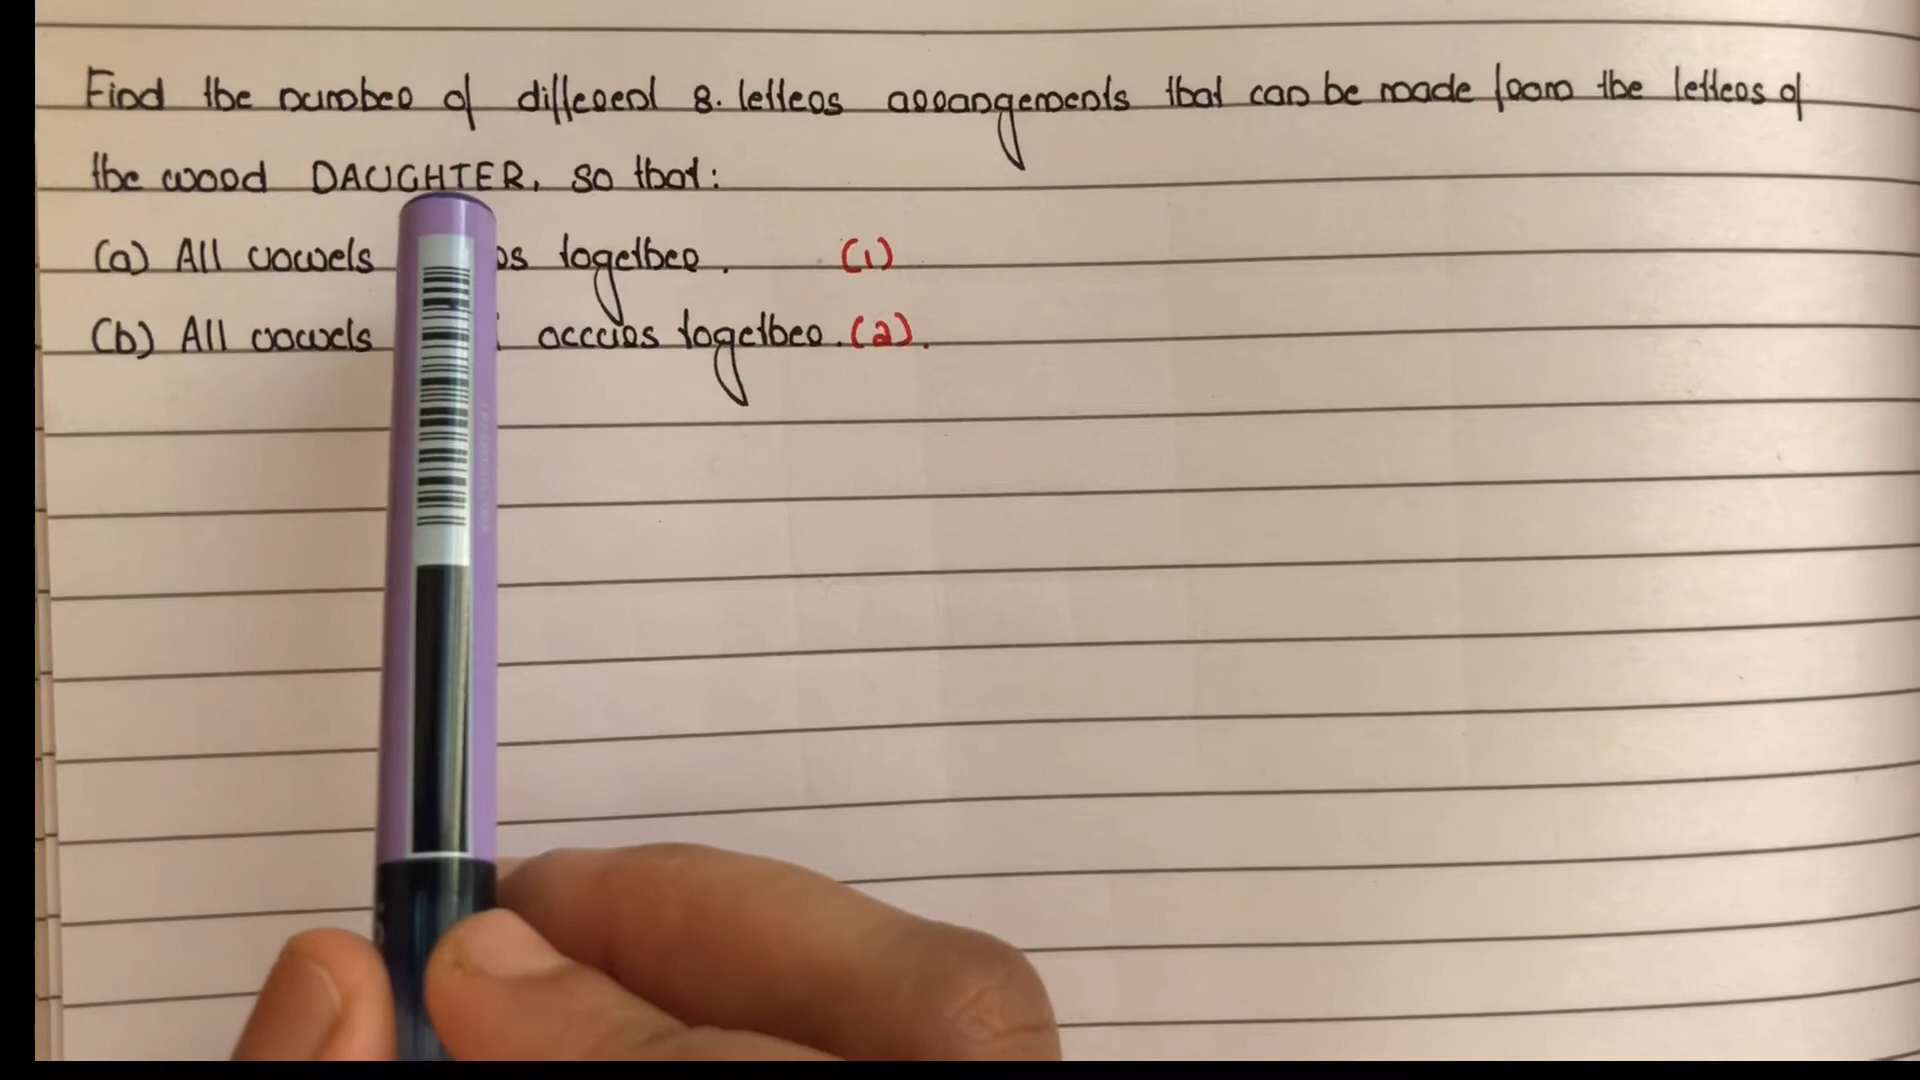 Find the number of different 8. letters arrangements that can be made from the letters of
the word DAUGHTER, so that:
(a) All vowels together. (1)
(b) All vowels occurs together. (2).